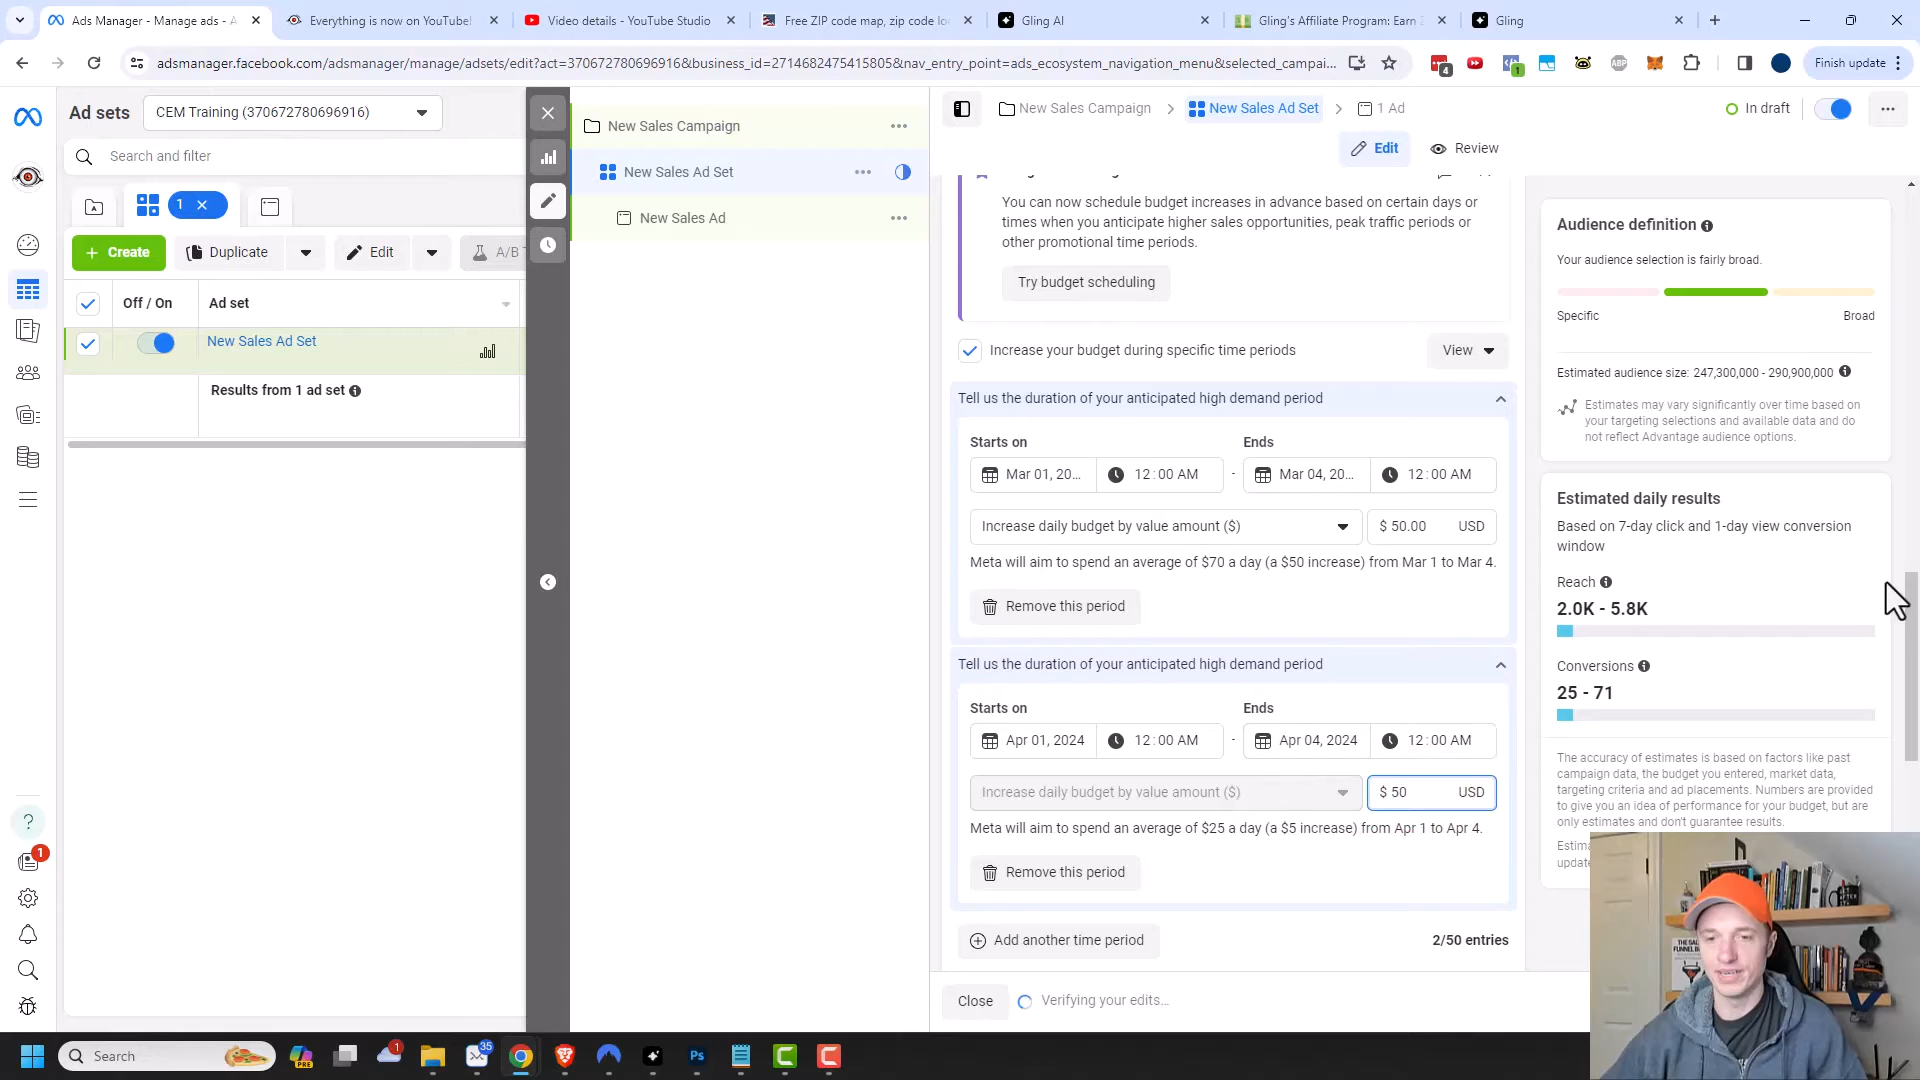 Ads Manager - Manage ads - A
Everything is now on YouTube!
Video details - YouTube Studio
Free ZIP code map, zip code lo
Gling AI
Gling's Affiliate Program: Earn
Gling
adsmanager.facebook.com/adsmanager/manage/adsets/edit?act=370672780696916&business_id=2714682475415805&nav_entry_point=ads_ecosystem_navigation_menu&selected_campai...
4
1
ABP
Finish update
Ad sets
CEM Training (370672780696916)
Search and filter
1
Create
Duplicate
Edit
A/B T
Off / On
Ad set
New Sales Ad Set
Results from 1 ad set
New Sales Campaign
New Sales Ad Set
New Sales Ad
New Sales Campaign
New Sales Ad Set
1 Ad
In draft
Edit
Review
You can now schedule budget increases in advance based on certain days or
times when you anticipate higher sales opportunities, peak traffic periods or
other promotional time periods.
Try budget scheduling
Increase your budget during specific time periods
View
Tell us the duration of your anticipated high demand period
Starts on
Ends
Mar 01, 20...
12:00 AM
-
Mar 04, 20...
12:00 AM
Increase daily budget by value amount ($)
$ 50.00
USD
Meta will aim to spend an average of $70 a day (a $50 increase) from Mar 1 to Mar 4.
Remove this period
Tell us the duration of your anticipated high demand period
Starts on
Ends
Apr 01, 2024
12:00 AM
-
Apr 04, 2024
12:00 AM
Increase daily budget by value amount ($)
$ 50
USD
Meta will aim to spend an average of $25 a day (a $5 increase) from Apr 1 to Apr 4.
Remove this period
Add another time period
2/50 entries
Close
Verifying your edits...
Audience definition
Your audience selection is fairly broad.
Specific
Broad
Estimated audience size: 247,300,000 - 290,900,000
Estimates may vary significantly over time based on
your targeting selections and available data and do
not reflect Advantage audience options.
Estimated daily results
Based on 7-day click and 1-day view conversion
window
Reach
2.0K - 5.8K
Conversions
25 - 71
The accuracy of estimates is based on factors like past
campaign data, the budget you entered, market data,
targeting criteria and ad placements. Numbers are provided
to give you an idea of performance for your budget, but are
only estimates and don't guarantee results.
Estima
update
1
Search
PRE
1
35
Ps